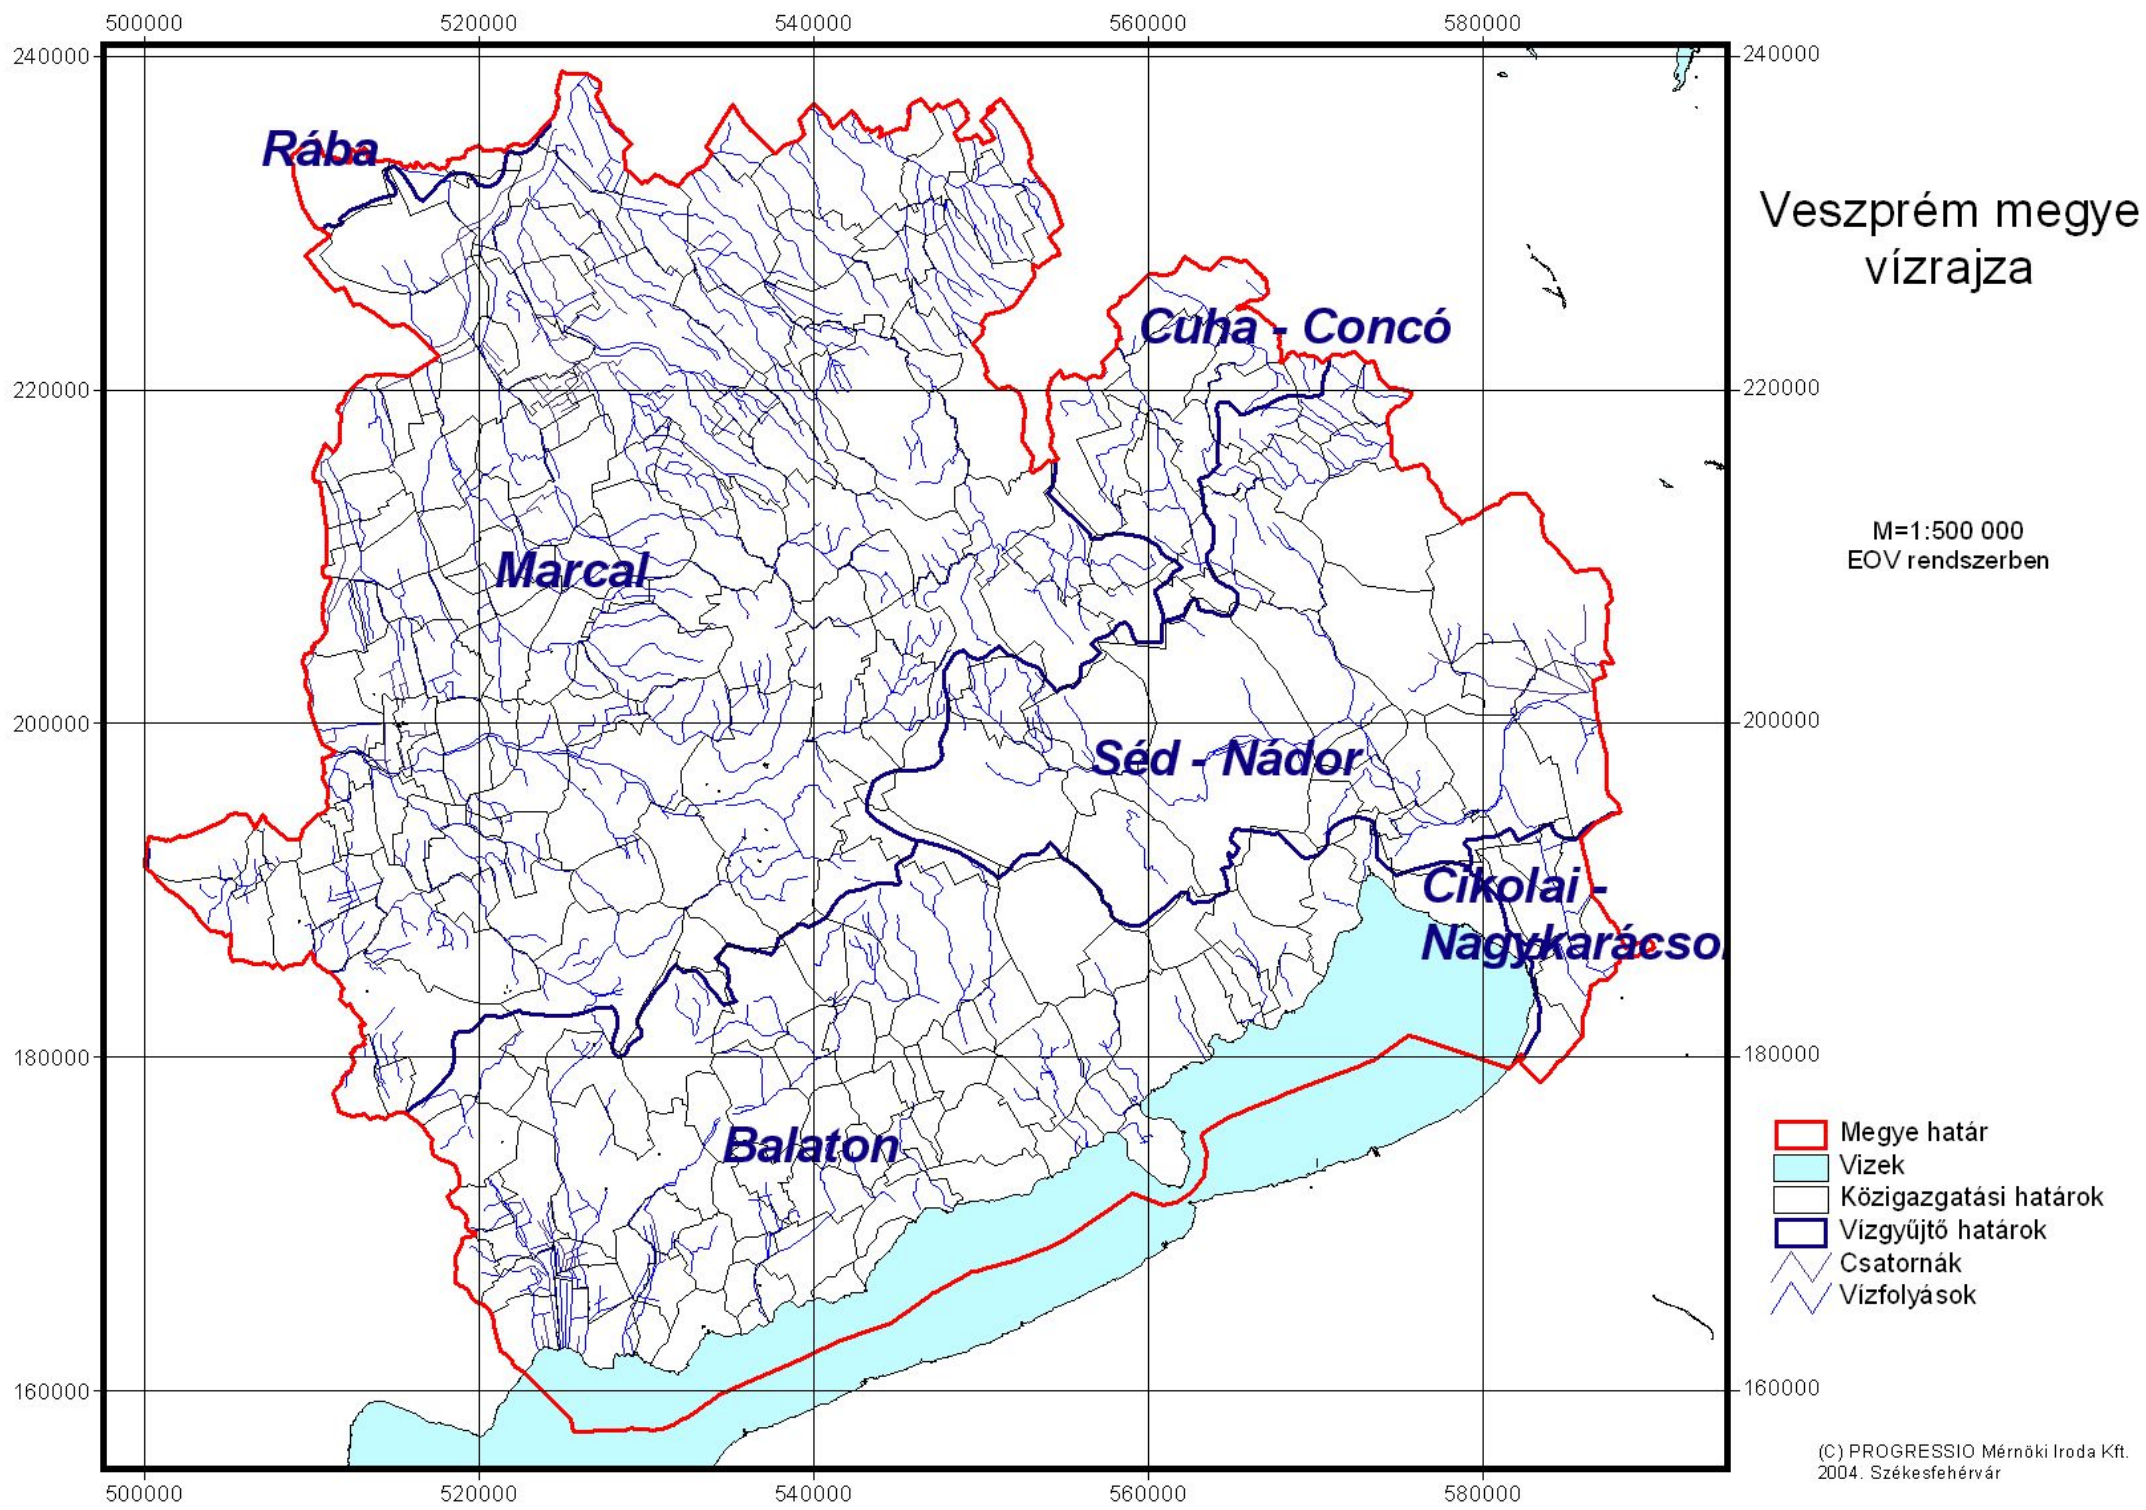 500000 520000 540000 560000 580000
240000 240000
Rába
Veszprém megye
vízrajza
Cuha - Concó
220000 220000
M=1:500 000
EOV rendszerben
Marcal
200000 200000
Séd - Nádor
Cikolai -
Nagykarácso
180000 180000
Balaton
Megye határ
Vizek
Közigazgatási határok
Vízgyűjtő határok
Csatornák
Vízfolyások
160000 160000
(C) PROGRESSIO Mérnöki Iroda Kft.
2004. Székesfehérvár
500000 520000 540000 560000 580000